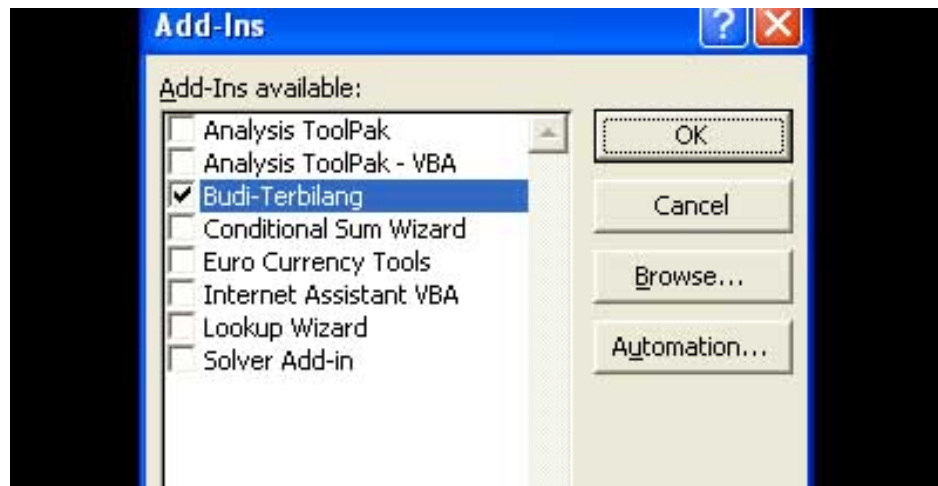 Add-Ins
Add-Ins available:
Analysis ToolPak
Analysis ToolPak - VBA
Budi-Terbilang
Conditional Sum Wizard
Euro Currency Tools
Internet Assistant VBA
Lookup Wizard
Solver Add-in
OK
Cancel
Browse...
Automation...